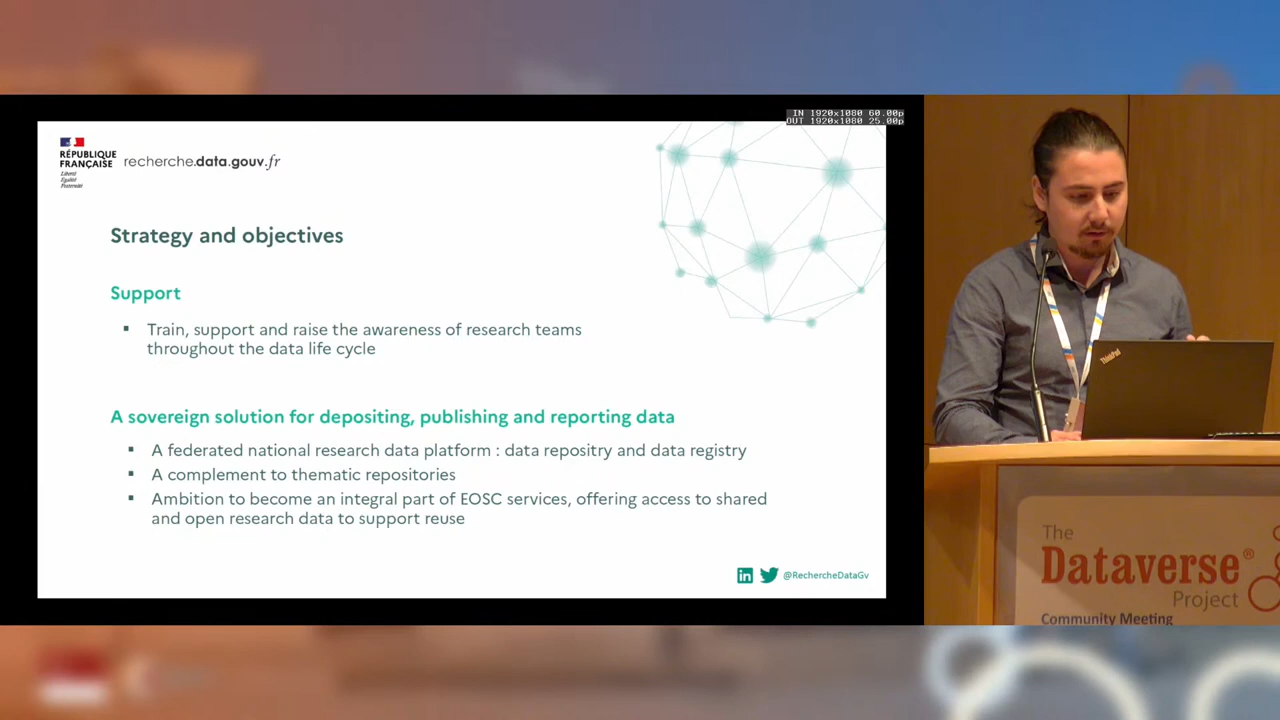 IN 1920x1080 60.00p
OUT 1920x1080 25.00p
RÉPUBLIQUE
FRANÇAISE
Liberté
Égalité
Fraternité
recherche.data.gouv.fr
Strategy and objectives
Support
▪ Train, support and raise the awareness of research teams
throughout the data life cycle
A sovereign solution for depositing, publishing and reporting data
▪ A federated national research data platform : data repositry and data registry
▪ A complement to thematic repositories
▪ Ambition to become an integral part of EOSC services, offering access to shared
and open research data to support reuse
in @RechercheDataGv
ThinkPad
The
Dataverse®
Project
Community Meeting